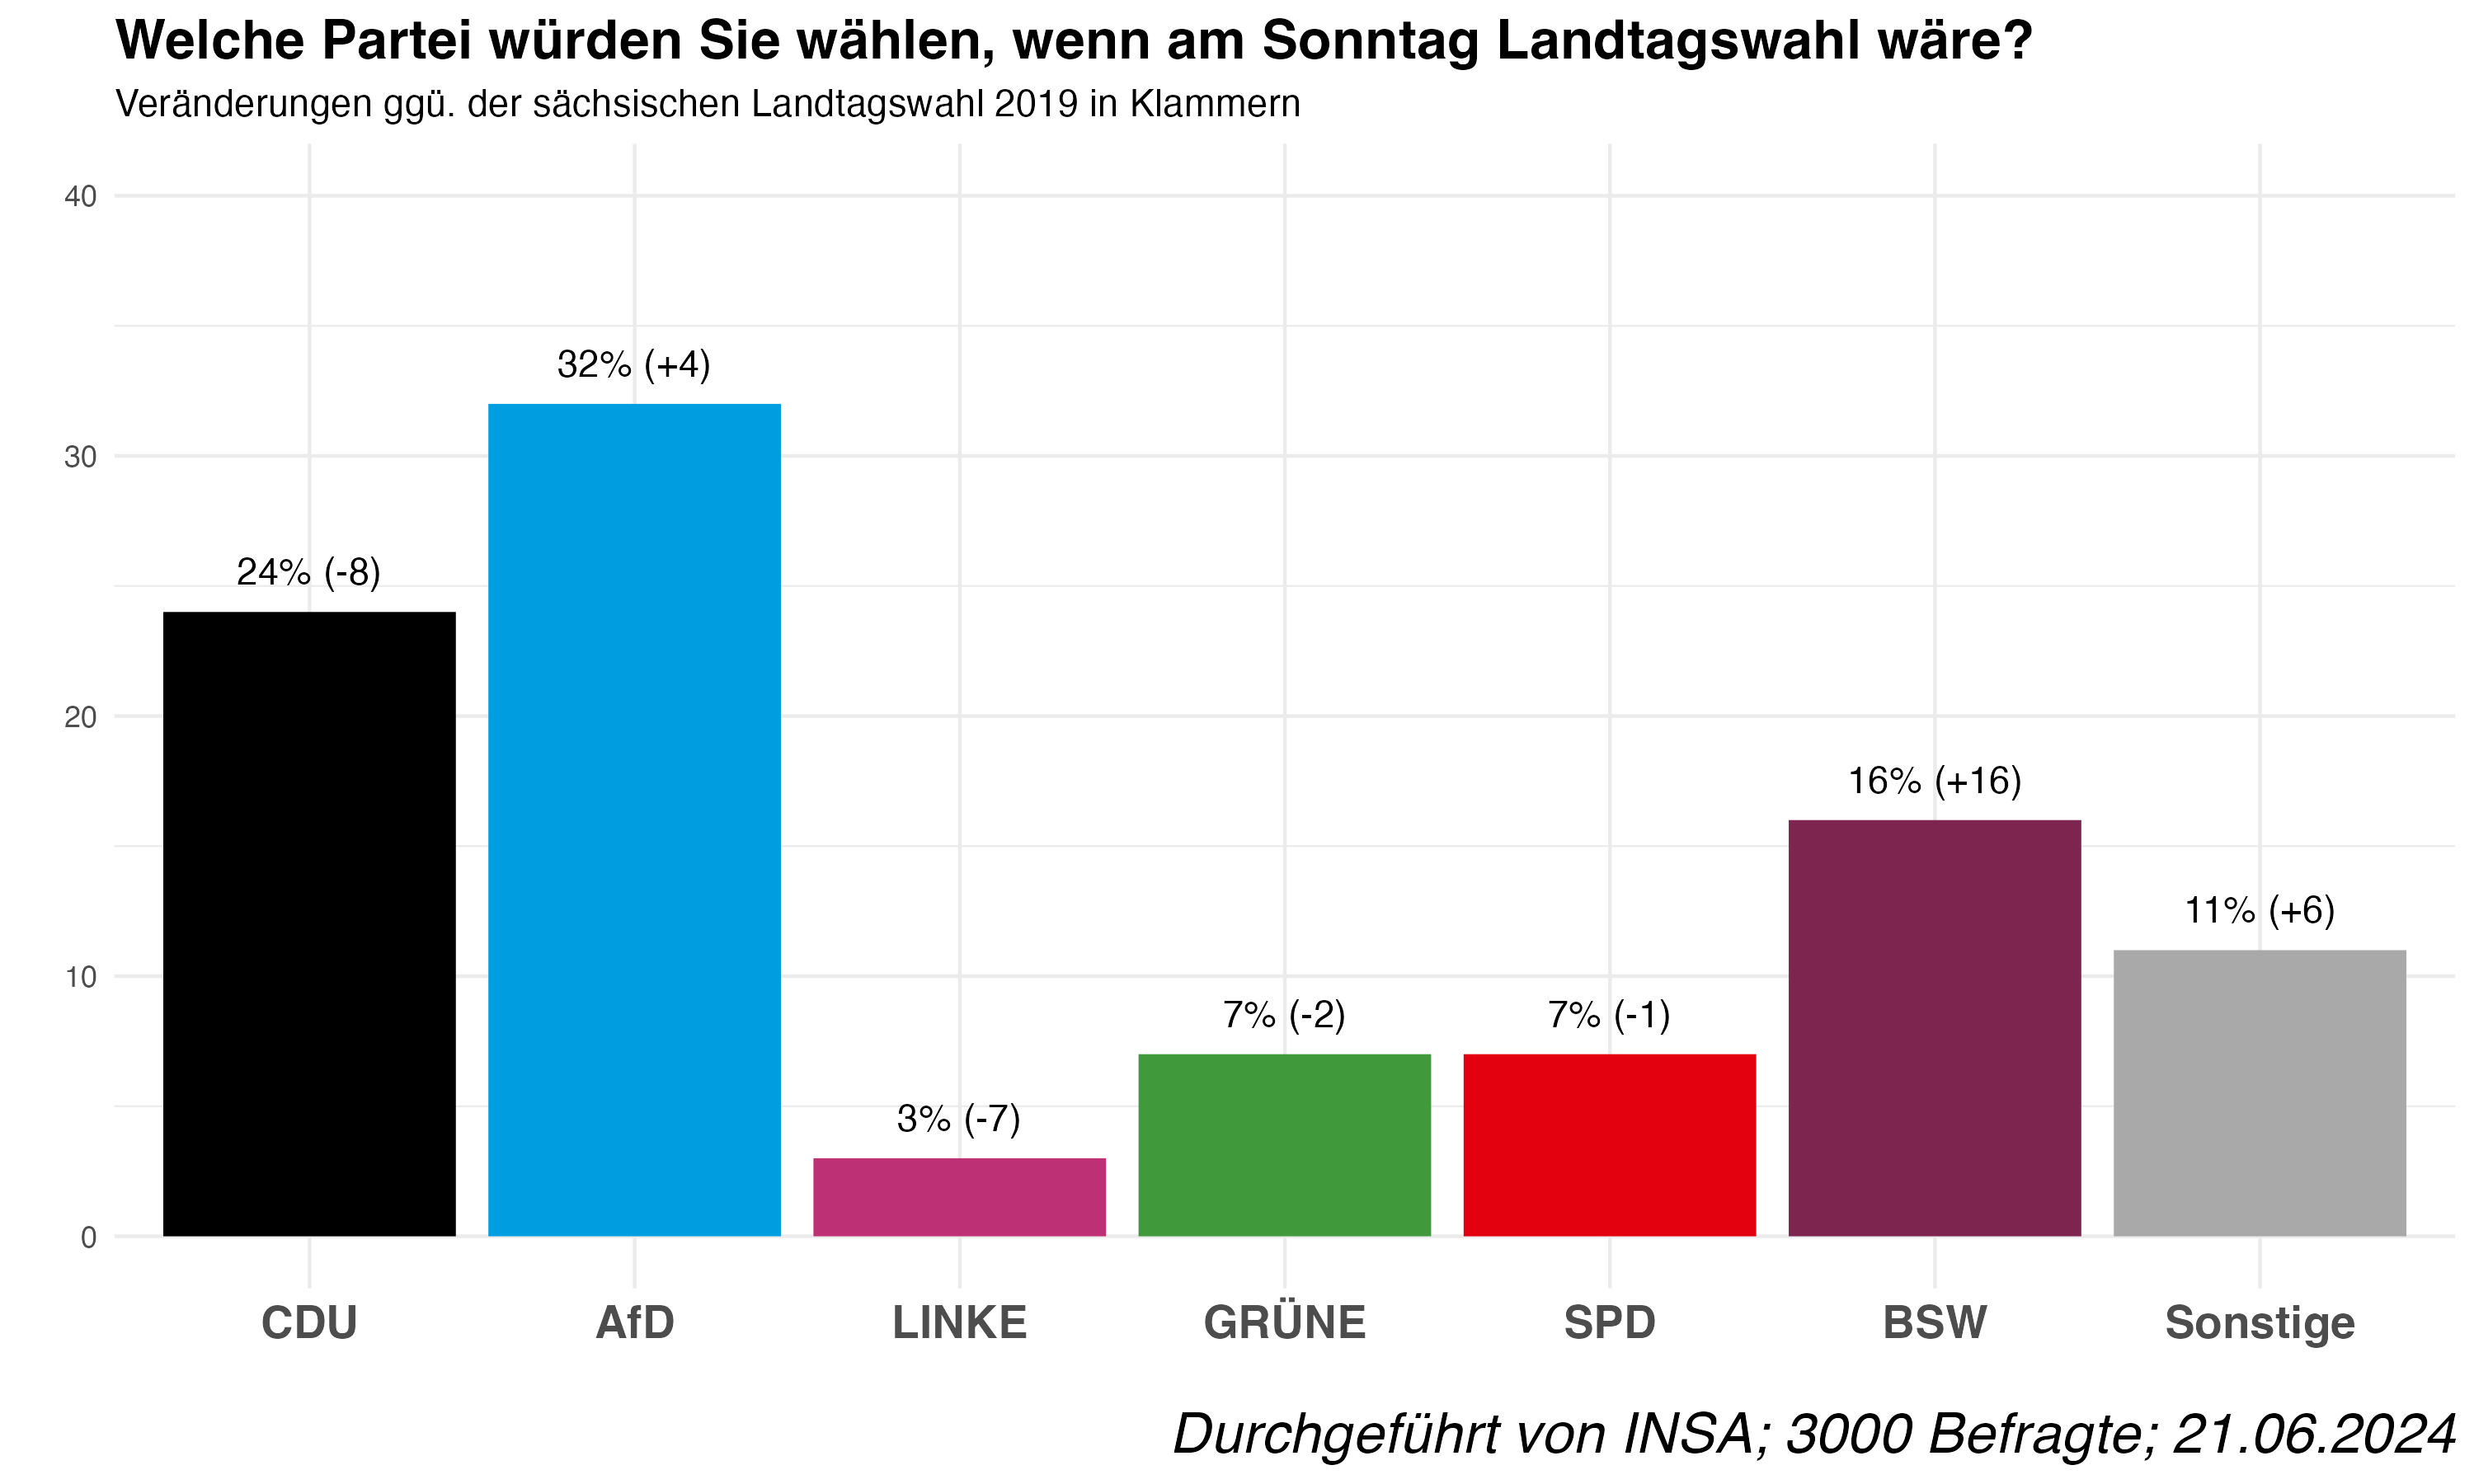 Welche Partei würden Sie wählen, wenn am Sonntag Landtagswahl wäre?
Veränderungen ggü. der sächsischen Landtagswahl 2019 in Klammern
40
30
20
10
0
24% (-8)
32% (+4)
3% (-7)
7% (-2)
7% (-1)
16% (+16)
11% (+6)
CDU
AfD
LINKE
GRÜNE
SPD
BSW
Sonstige
Durchgeführt von INSA; 3000 Befragte; 21.06.2024